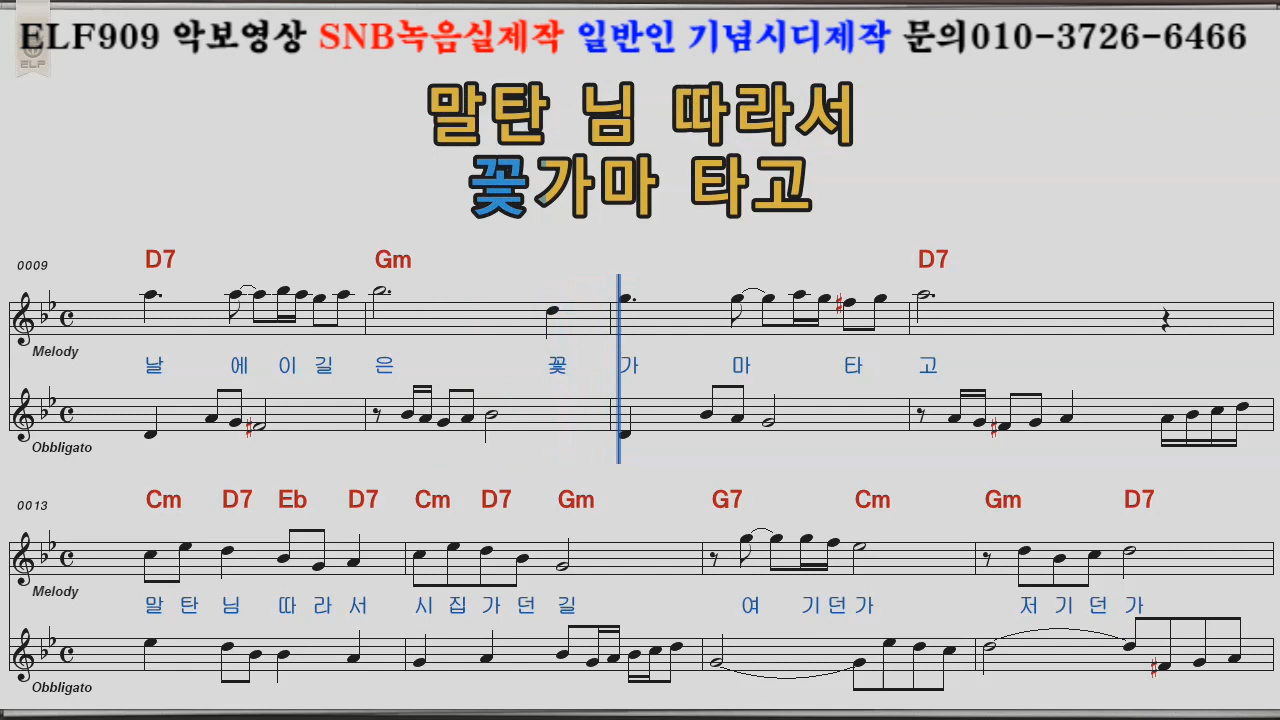 ELF909 악보영상 SNB녹음실제작 일반인 기념시디제작 문의010-3726-6466
ELF
말탄 님 따라서
꽃가마 타고
0009 D7 Gm D7
Melody
날 에 이 길 은 꽃 가 마 타 고
Obbligato
0013 Cm D7 Eb D7 Cm D7 Gm G7 Cm Gm D7
Melody
말 탄 님 따 라 서 시 집 가 던 길 여 기 던 가 저 기 던 가
Obbligato